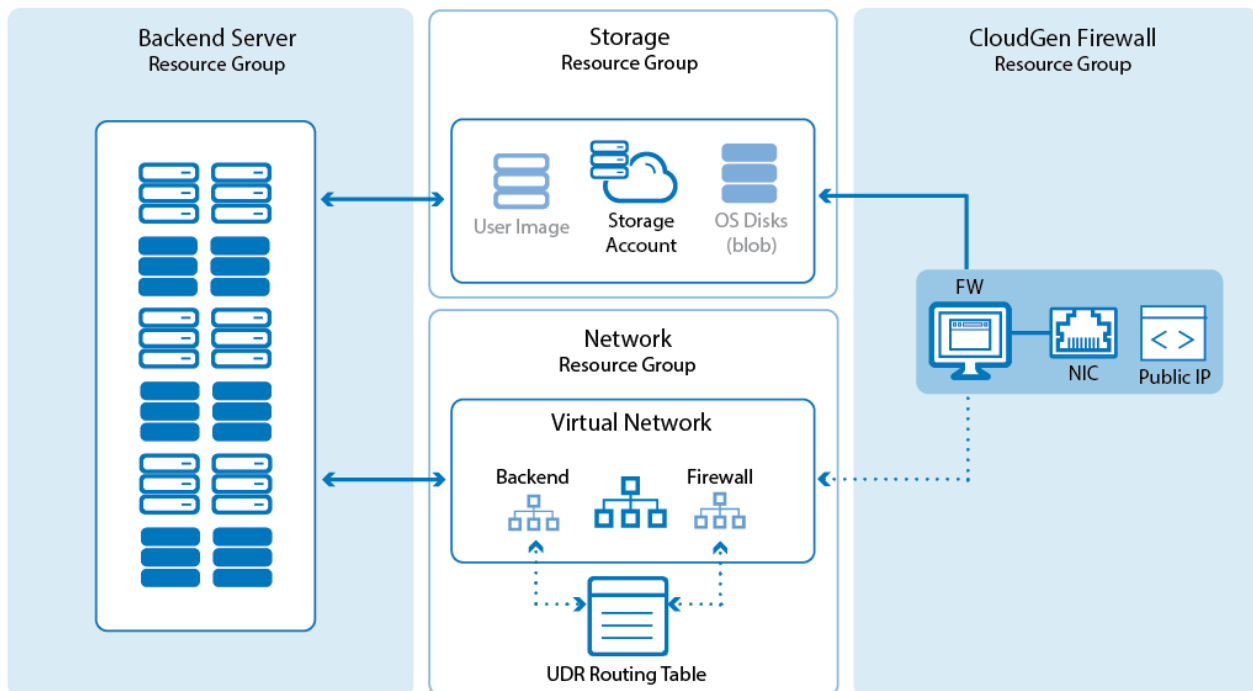 Backend Server
Resource Group
Storage
Resource Group
User Image
Storage
Account
OS Disks
(blob)
CloudGen Firewall
Resource Group
FW
NIC
Public IP
Network
Resource Group
Virtual Network
Backend
Firewall
UDR Routing Table